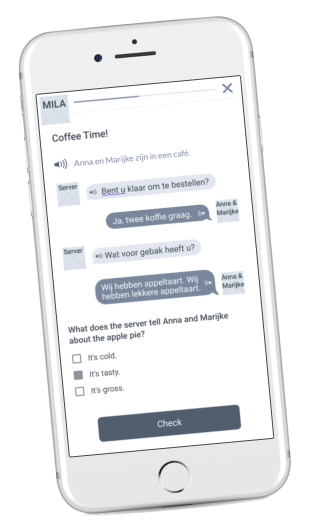 MILA
Coffee Time!
Anna en Marijke zijn in een café.
Server
Bent u klaar om te bestellen?
Ja, twee koffie graag.
Anna &
Marijke
Server
Wat voor gebak heeft u?
Wij hebben appeltaart. Wij
hebben lekkere appeltaart.
Anna &
Marijke
What does the server tell Anna and Marijke
about the apple pie?
It's cold.
It's tasty.
It's gross.
Check